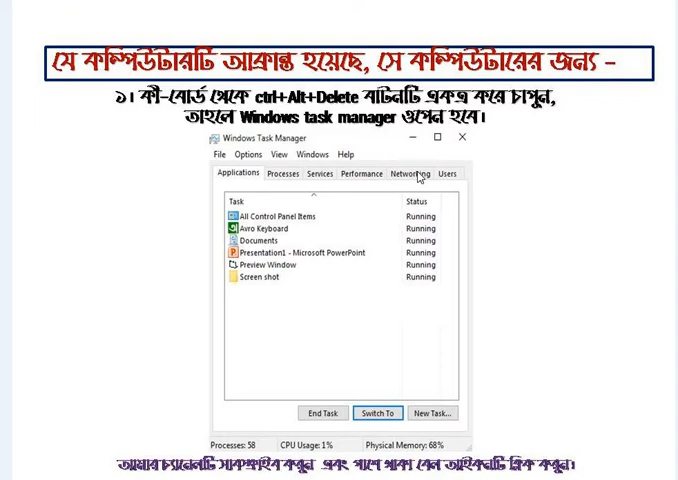 যে কম্পিউটারটি আক্রান্ত হয়েছে, সে কম্পিউটারের জন্য –
১। কী-বোর্ড থেকে ctrl+Alt+Delete বাটনটি একত্র করে চাপুন,
তাহলে Windows task manager ওপেন হবে।
Windows Task Manager
File Options View Windows Help
Applications Processes Services Performance Networking Users
Task Status
All Control Panel Items Running
Avro Keyboard Running
Documents Running
Presentation1 - Microsoft PowerPoint Running
Preview Window Running
Screen shot Running
End Task Switch To New Task...
Processes: 58 CPU Usage: 1% Physical Memory: 68%
আমার চ্যানেলটি সাবস্ক্রাইব করুন এবং পাশে থাকা বেল আইকনটি ক্লিক করুন।